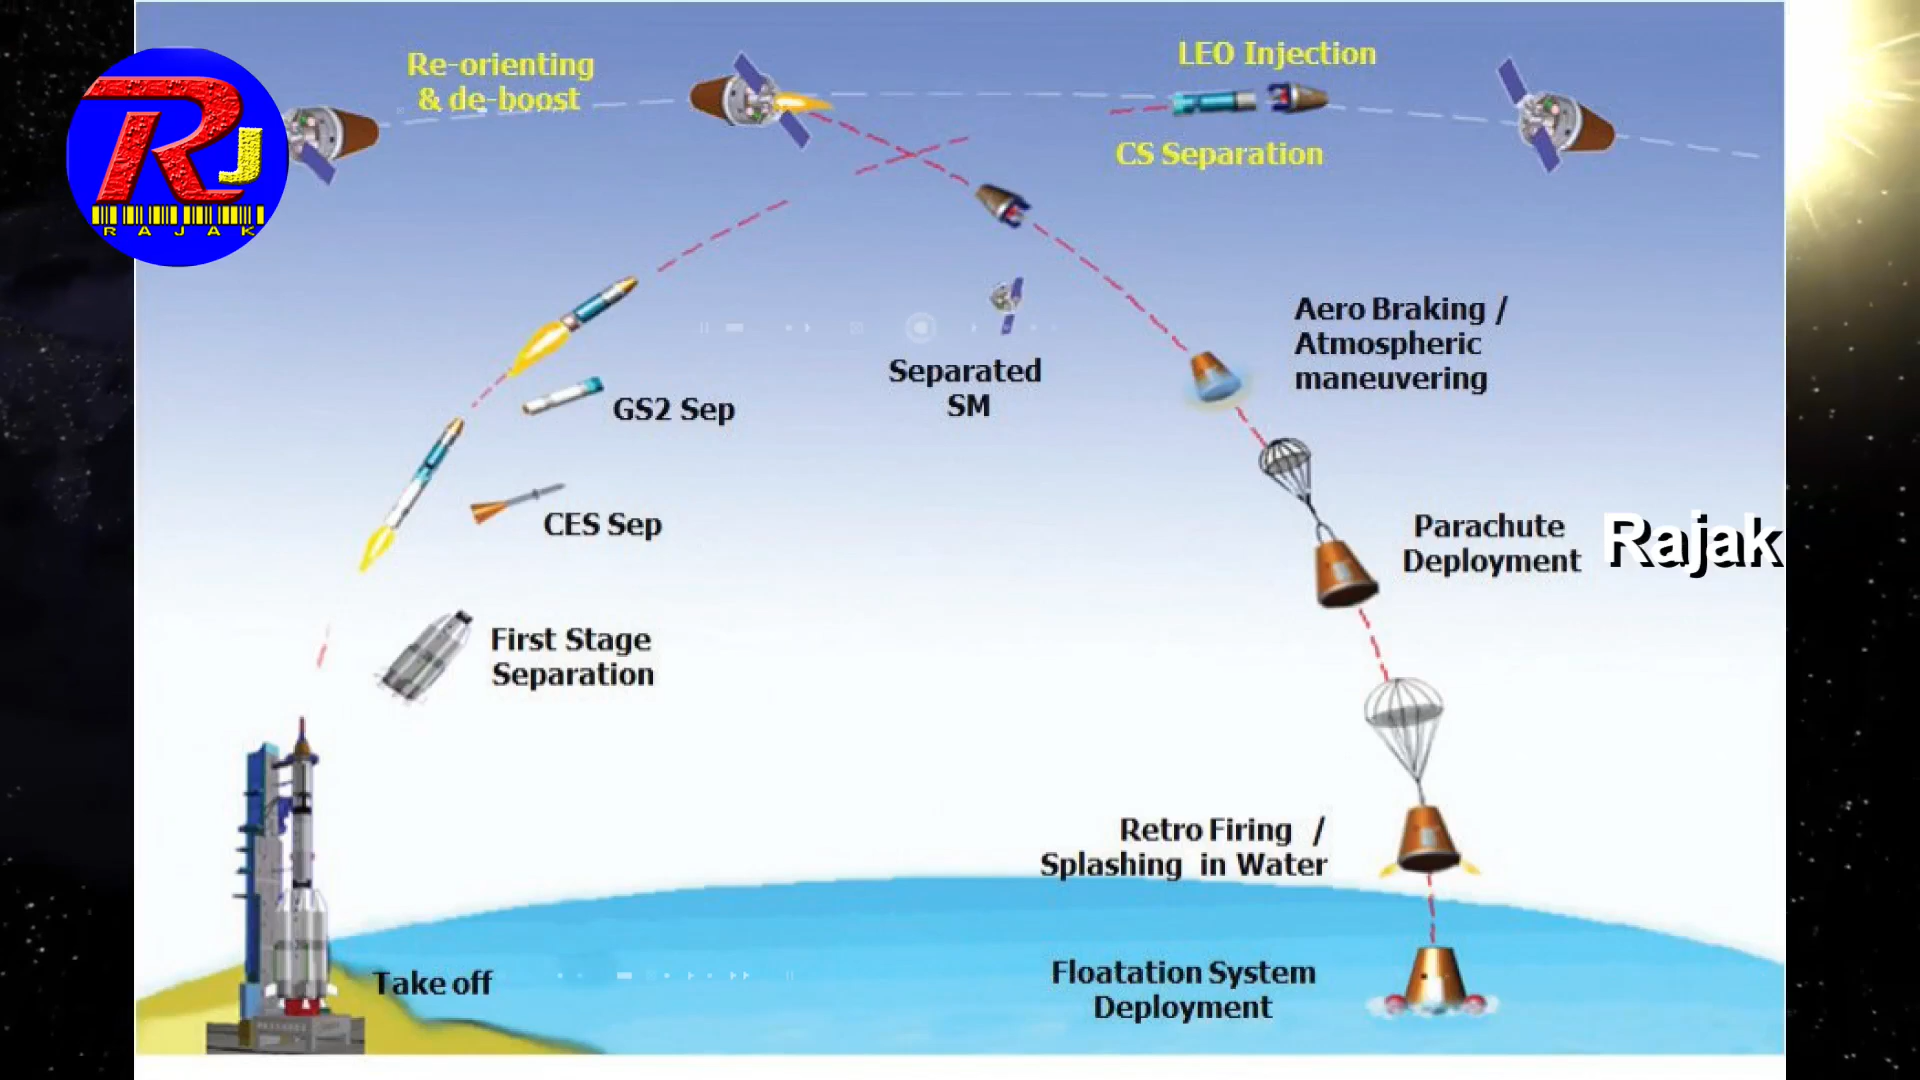 Re-orienting
& de-boost
LEO Injection
CS Separation
RJ
RAJAK
Aero Braking /
Atmospheric
maneuvering
Separated
SM
GS2 Sep
CES Sep
Parachute
Deployment
Rajak
First Stage
Separation
Retro Firing /
Splashing in Water
Take off
Floatation System
Deployment